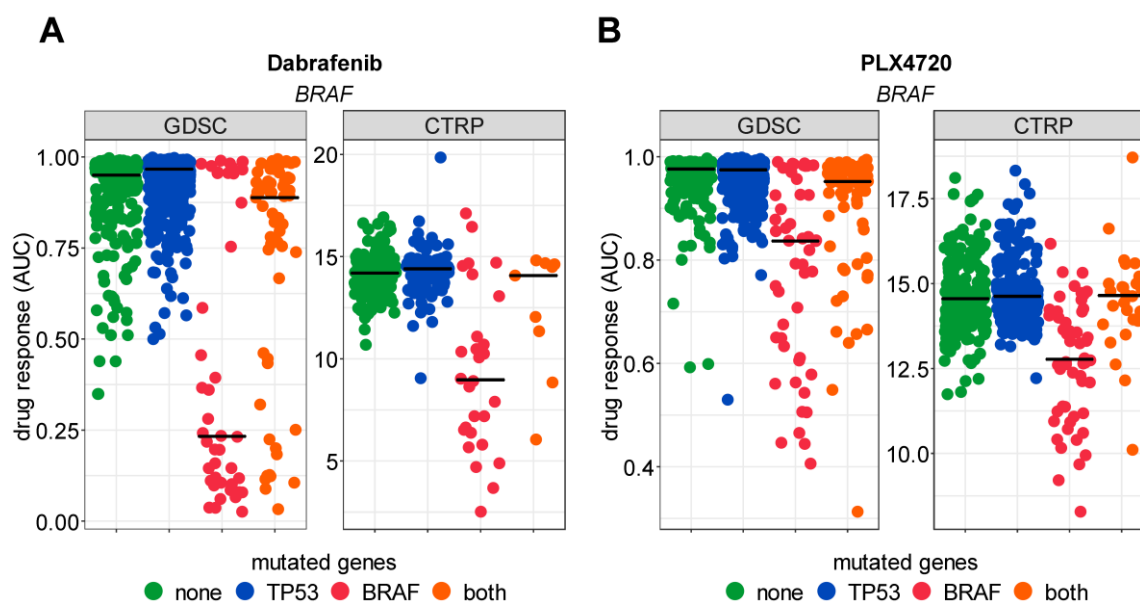 A
Dabrafenib
BRAF
GDSC
CTRP
drug response (AUC)
1.00
0.75
0.50
0.25
0.00
20
15
10
5
mutated genes
none TP53 BRAF both
B
PLX4720
BRAF
GDSC
CTRP
drug response (AUC)
1.0
0.8
0.6
0.4
17.5
15.0
12.5
10.0
mutated genes
none TP53 BRAF both